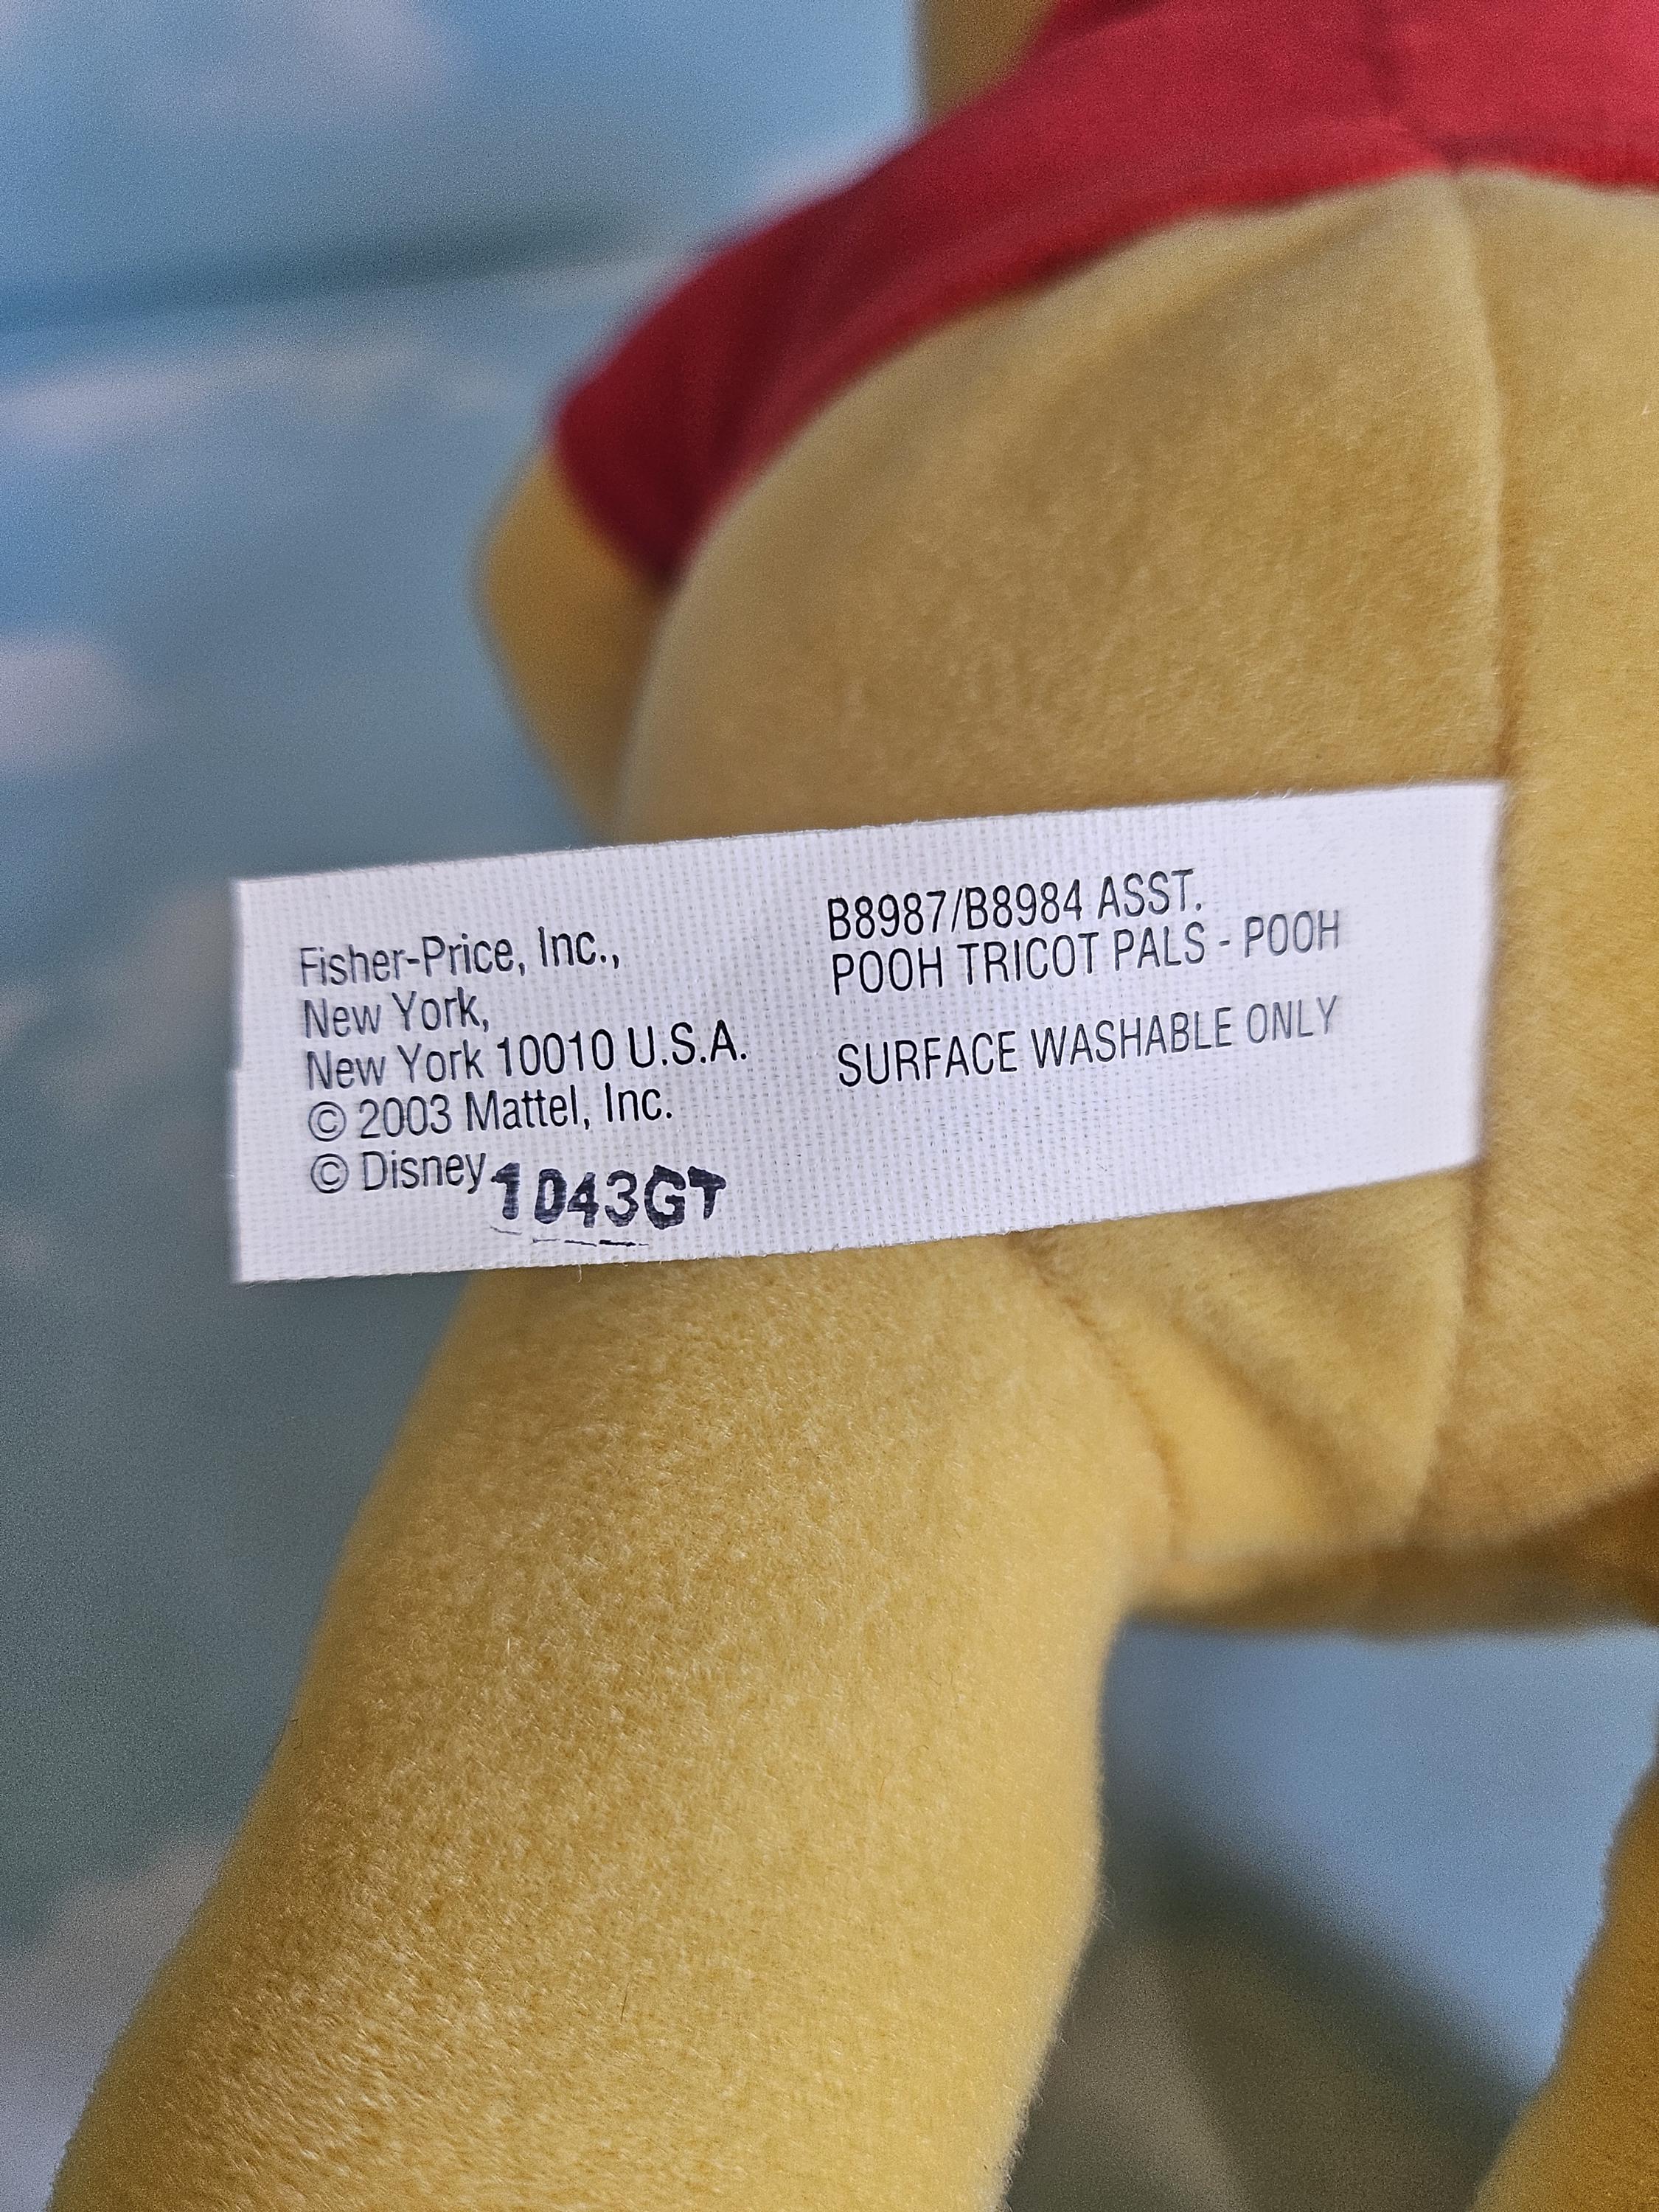 Fisher-Price, Inc.,
New York,
New York 10010 U.S.A.
© 2003 Mattel, Inc.
© Disney
1043GT
B8987/B8984 ASST.
POOH TRICOT PALS - POOH
SURFACE WASHABLE ONLY